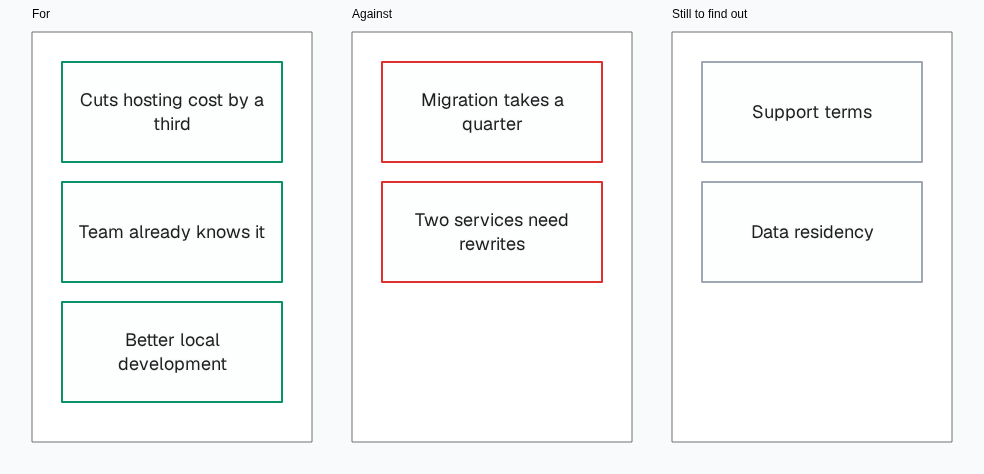 For
Cuts hosting cost by a
third
Team already knows it
Better local
development
Against
Migration takes a
quarter
Two services need
rewrites
Still to find out
Support terms
Data residency